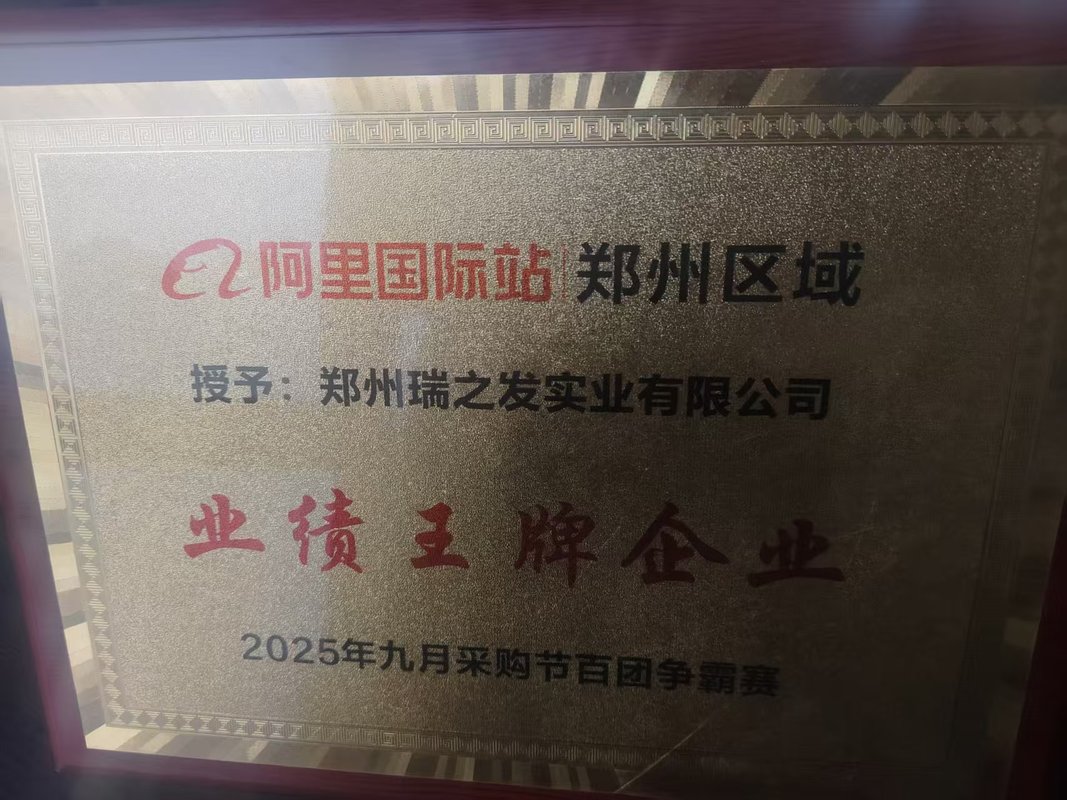 阿里国际站|郑州区域
授予：郑州瑞之发实业有限公司
业绩王牌企业
2025年九月采购节百团争霸赛